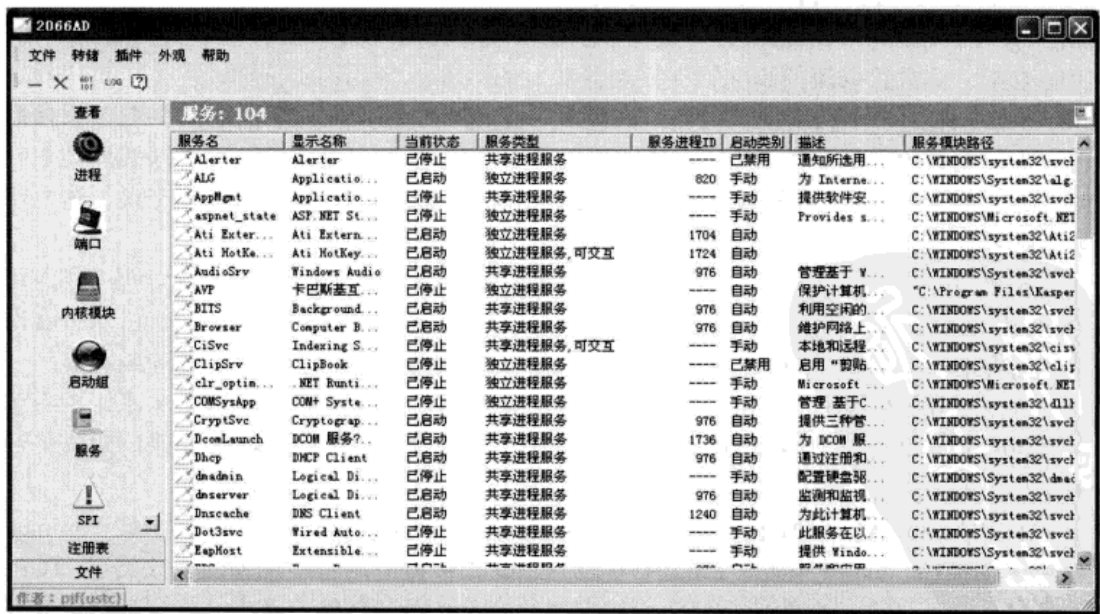 2066AD
文件 转储 插件 外观 帮助
LOG
查看
进程
端口
内核模块
启动组
服务
SPI
注册表
文件
服务: 104
服务名 显示名称 当前状态 服务类型 服务进程ID 启动类别 描述 服务模块路径
Alerter Alerter 已停止 共享进程服务 ---- 已禁用 通知所选用... C:\WINDOWS\system32\svch
ALG Applicatio... 已启动 独立进程服务 820 手动 为 Interne... C:\WINDOWS\System32\alg.
AppMgmt Applicatio... 已停止 共享进程服务 ---- 手动 提供软件安... C:\WINDOWS\system32\svch
aspnet_state ASP.NET St... 已停止 独立进程服务 ---- 手动 Provides s... C:\WINDOWS\Microsoft.NET
Ati Exter... Ati Extern... 已启动 独立进程服务 1704 自动 C:\WINDOWS\system32\Ati2
Ati HotKe... Ati HotKey... 已启动 独立进程服务,可交互 1724 自动 C:\WINDOWS\system32\Ati2
AudioSrv Windows Audio 已启动 共享进程服务 976 自动 管理基于 W... C:\WINDOWS\System32\svch
AVP 卡巴斯基互... 已停止 独立进程服务 ---- 自动 保护计算机... "C:\Program Files\Kasper
BITS Background... 已启动 共享进程服务 976 自动 利用空闲的... C:\WINDOWS\system32\svch
Browser Computer B... 已启动 共享进程服务 976 自动 维护网络上... C:\WINDOWS\system32\svch
CiSvc Indexing S... 已停止 共享进程服务,可交互 ---- 手动 本地和远程... C:\WINDOWS\system32\cisv
ClipSrv ClipBook 已停止 独立进程服务 ---- 已禁用 启用 “剪贴... C:\WINDOWS\system32\clip
clr_optim... .NET Runti... 已停止 独立进程服务 ---- 手动 Microsoft ... C:\WINDOWS\Microsoft.NET
COMSysApp COM+ Syste... 已停止 独立进程服务 ---- 手动 管理 基于C... C:\WINDOWS\system32\dllh
CryptSvc Cryptograp... 已启动 共享进程服务 976 自动 提供三种管... C:\WINDOWS\system32\svch
DcomLaunch DCOM 服务?.. 已启动 共享进程服务 1736 自动 为 DCOM 服... C:\WINDOWS\system32\svch
Dhcp DHCP Client 已启动 共享进程服务 976 自动 通过注册和... C:\WINDOWS\system32\svch
dmadmin Logical Di... 已停止 共享进程服务 ---- 手动 配置硬盘驱... C:\WINDOWS\System32\dmad
dmserver Logical Di... 已启动 共享进程服务 976 自动 监测和监视... C:\WINDOWS\System32\svch
Dnscache DNS Client 已启动 共享进程服务 1240 自动 为此计算机... C:\WINDOWS\system32\svch
Dot3svc Wired Auto... 已停止 共享进程服务 ---- 手动 此服务在以... C:\WINDOWS\System32\svch
EapHost Extensible... 已停止 共享进程服务 ---- 手动 提供 Windo... C:\WINDOWS\System32\svch
作者：pjf(ustc)